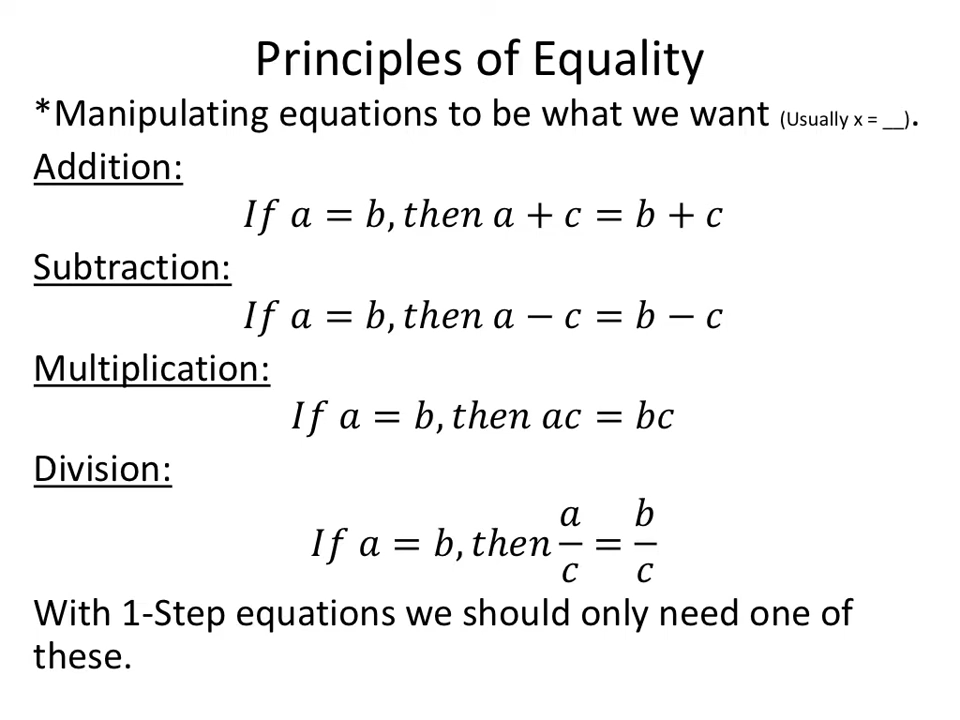 Principles of Equality
*Manipulating equations to be what we want (Usually x = __).
Addition:
If a = b, then a + c = b + c
Subtraction:
If a = b, then a − c = b − c
Multiplication:
If a = b, then ac = bc
Division:
If a = b, then a/c = b/c
With 1-Step equations we should only need one of
these.